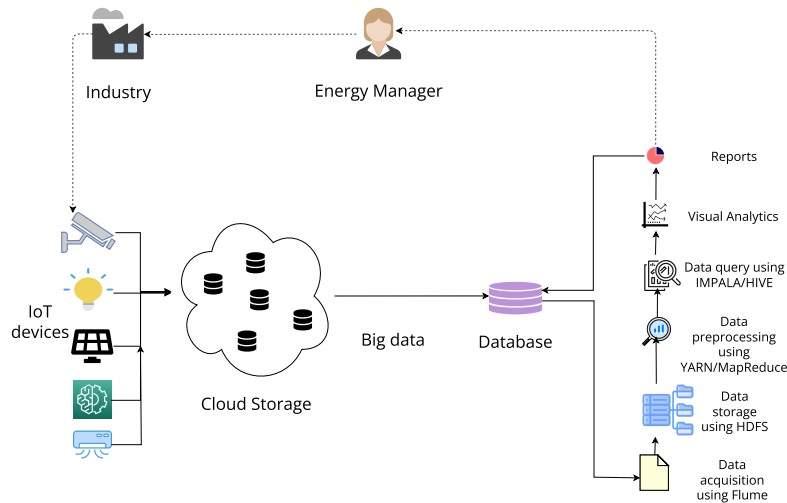 Industry
Energy Manager
Reports
Visual Analytics
Data query using
IMPALA/HIVE
IoT
devices
Data
preprocessing
using
YARN/MapReduce
Big data
Database
Cloud Storage
Data
storage
using HDFS
Data
acquisition
using Flume